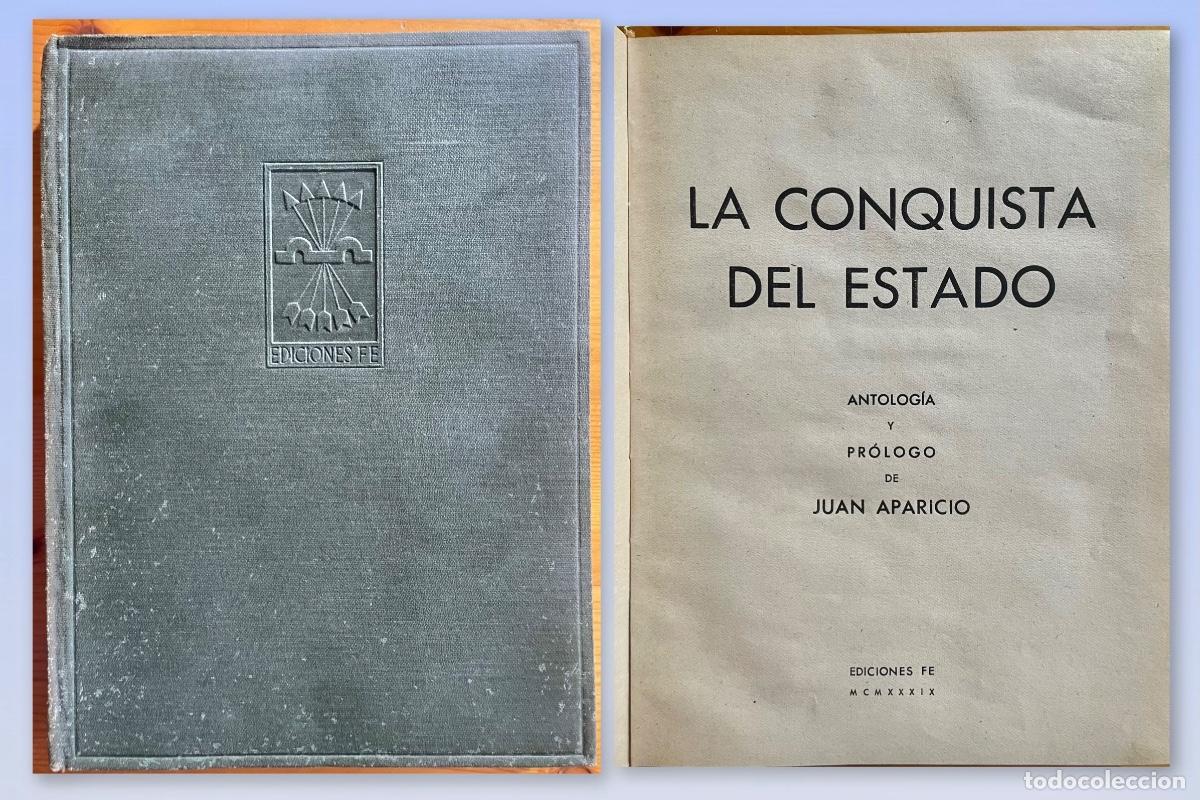 EDICIONES FE
LA CONQUISTA
DEL ESTADO
ANTOLOGÍA
Y
PRÓLOGO
DE
JUAN APARICIO
EDICIONES FE
MCMXXXIX
todocoleccion